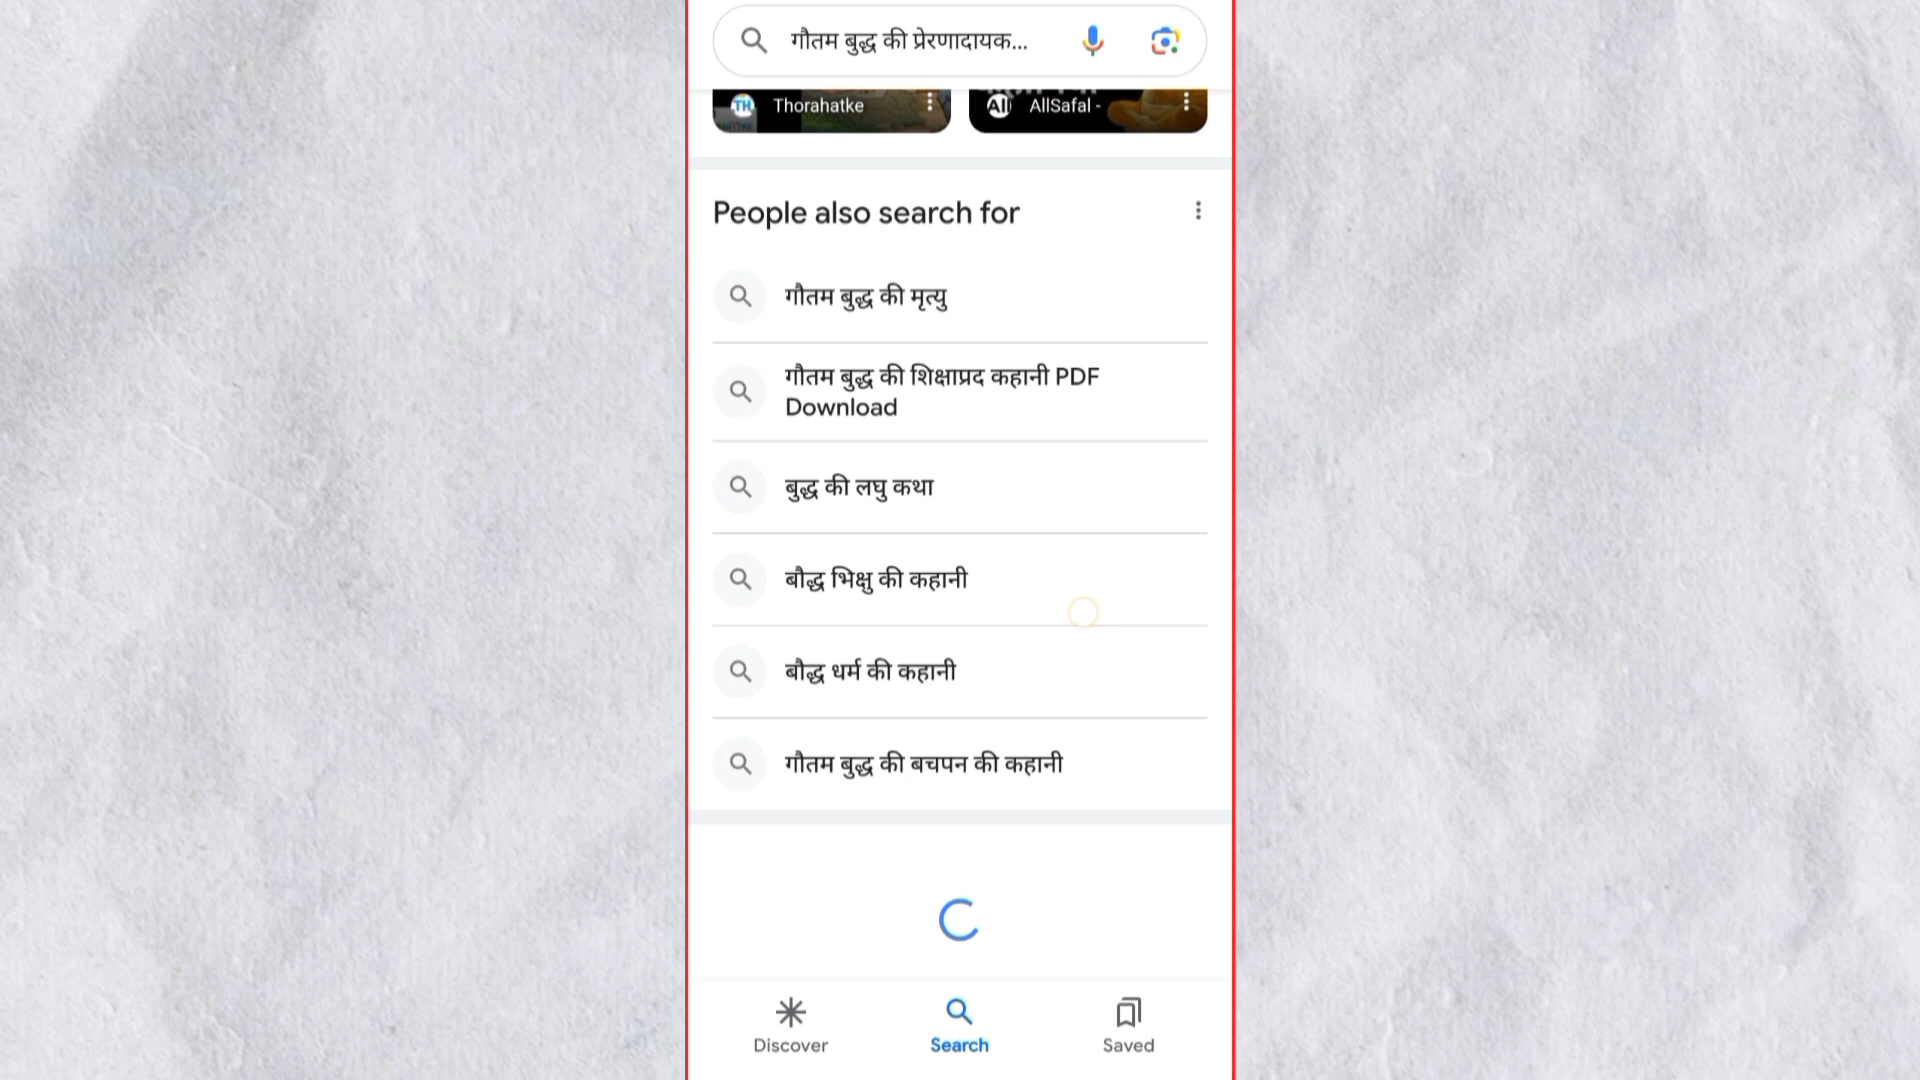 गौतम बुद्ध की प्रेरणादायक...
Thorahatke
AllSafal -
People also search for
गौतम बुद्ध की मृत्यु
गौतम बुद्ध की शिक्षाप्रद कहानी PDF
Download
बुद्ध की लघु कथा
बौद्ध भिक्षु की कहानी
बौद्ध धर्म की कहानी
गौतम बुद्ध की बचपन की कहानी
Discover
Search
Saved